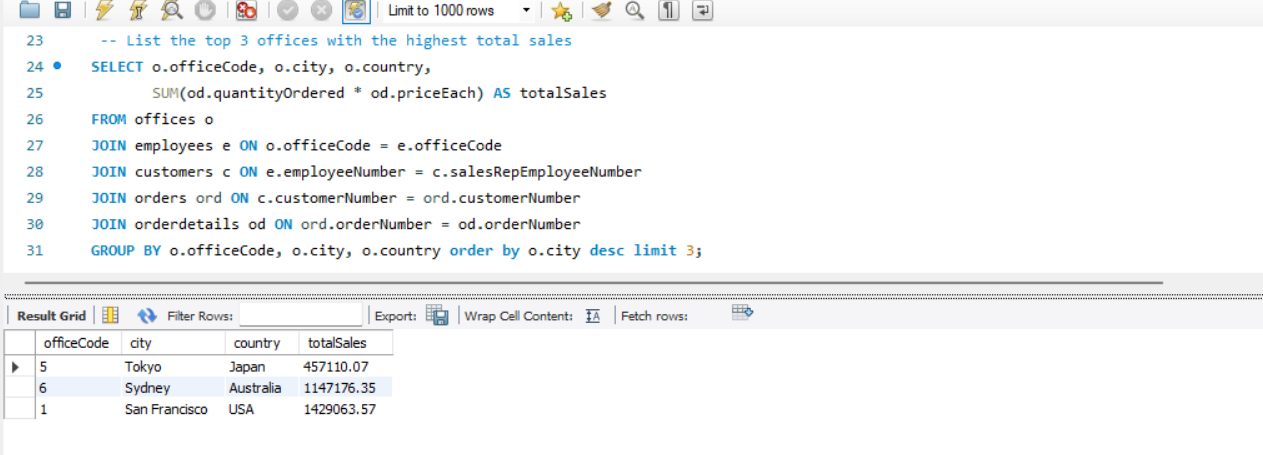 Limit to 1000 rows
23 -- List the top 3 offices with the highest total sales
24 SELECT o.officeCode, o.city, o.country,
25 SUM(od.quantityOrdered * od.priceEach) AS totalSales
26 FROM offices o
27 JOIN employees e ON o.officeCode = e.officeCode
28 JOIN customers c ON e.employeeNumber = c.salesRepEmployeeNumber
29 JOIN orders ord ON c.customerNumber = ord.customerNumber
30 JOIN orderdetails od ON ord.orderNumber = od.orderNumber
31 GROUP BY o.officeCode, o.city, o.country order by o.city desc limit 3;
Result Grid Filter Rows: Export: Wrap Cell Content: Fetch rows:
officeCode city country totalSales
5 Tokyo Japan 457110.07
6 Sydney Australia 1147176.35
1 San Francisco USA 1429063.57